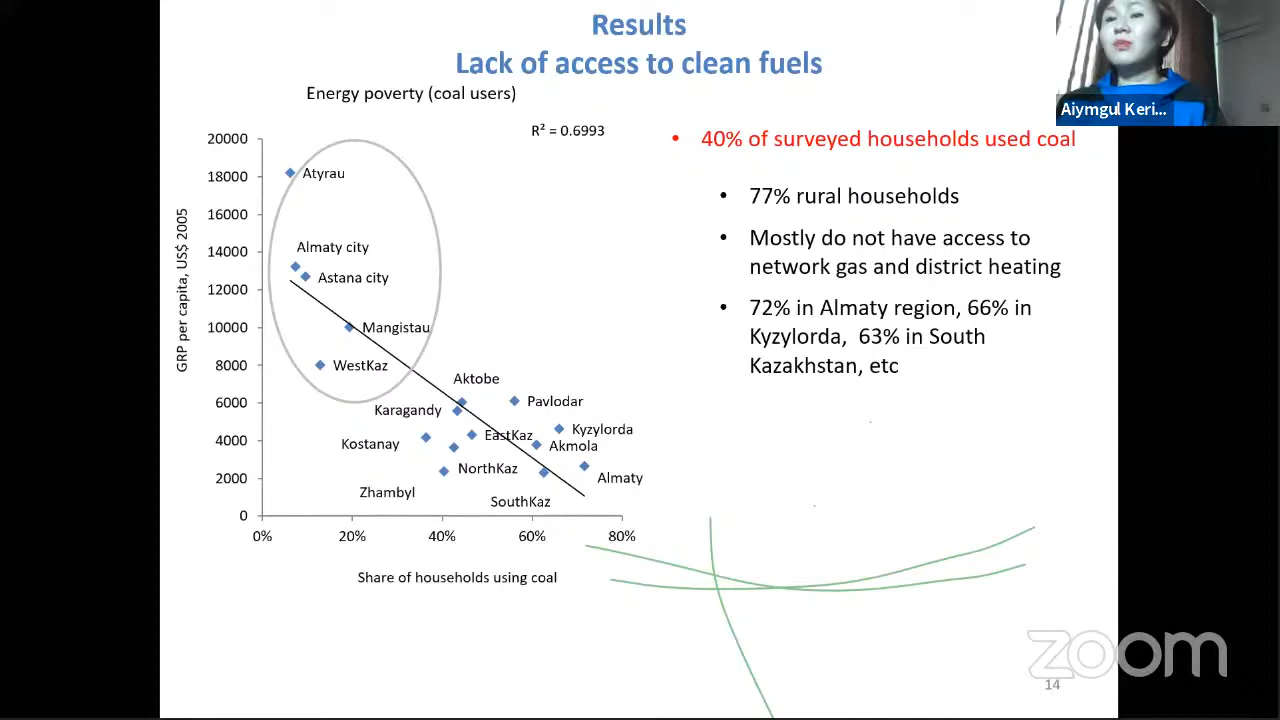 Results
Lack of access to clean fuels
Aiymgul Keri...
Energy poverty (coal users)
R² = 0.6993
GRP per capita, US$ 2005
20000
18000
16000
14000
12000
10000
8000
6000
4000
2000
0
Atyrau
Almaty city
Astana city
Mangistau
WestKaz
Aktobe
Pavlodar
Karagandy
Kyzylorda
EastKaz
Kostanay
Akmola
NorthKaz
Almaty
Zhambyl
SouthKaz
0% 20% 40% 60% 80%
Share of households using coal
• 40% of surveyed households used coal
• 77% rural households
• Mostly do not have access to
network gas and district heating
• 72% in Almaty region, 66% in
Kyzylorda, 63% in South
Kazakhstan, etc
zoom
14